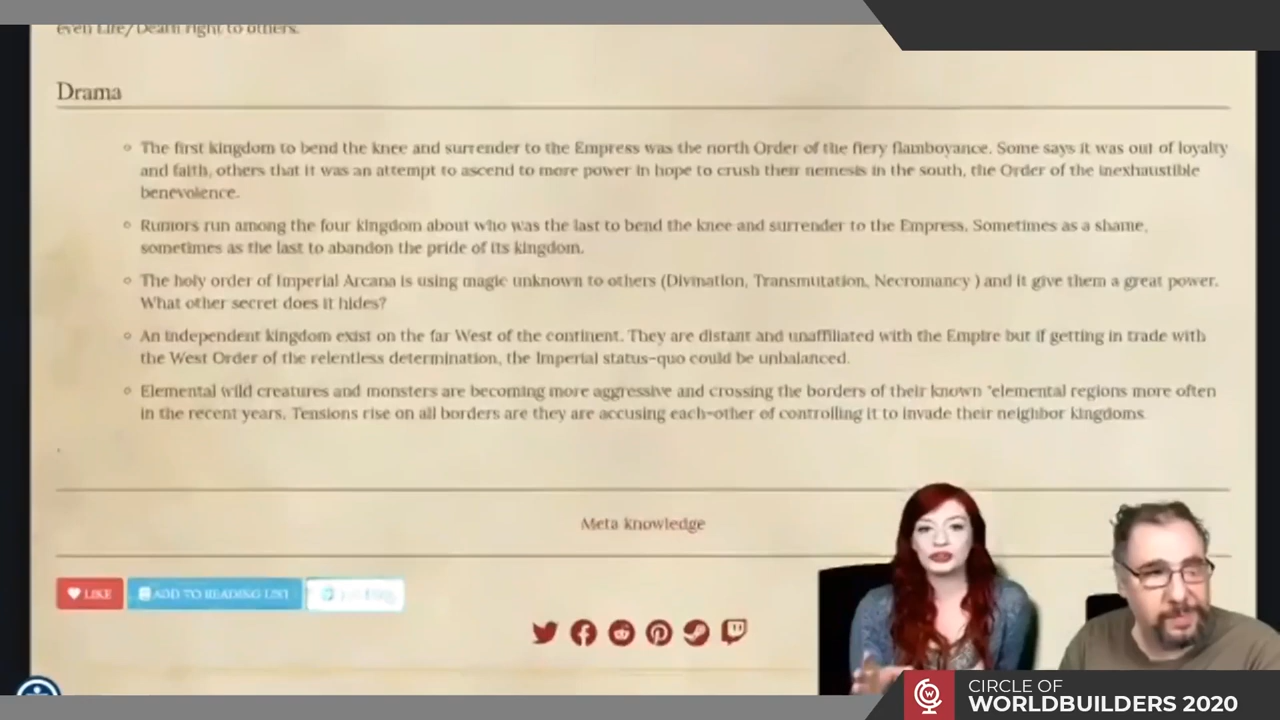 even Life/Death right to others.
Drama
The first kingdom to bend the knee and surrender to the Empress was the north Order of the fiery flamboyance. Some says it was out of loyalty
and faith, others that it was an attempt to ascend to more power in hope to crush their nemesis in the south, the Order of the inexhaustible
benevolence.
Rumors run among the four kingdom about who was the last to bend the knee and surrender to the Empress. Sometimes as a shame,
sometimes as the last to abandon the pride of its kingdom.
The holy order of Imperial Arcana is using magic unknown to others (Divination, Transmutation, Necromancy ) and it give them a great power.
What other secret does it hides?
An independent kingdom exist on the far West of the continent. They are distant and unaffiliated with the Empire but if getting in trade with
the West Order of the relentless determination, the Imperial status-quo could be unbalanced.
Elemental wild creatures and monsters are becoming more aggressive and crossing the borders of their known "elemental regions more often
in the recent years. Tensions rise on all borders are they are accusing each-other of controlling it to invade their neighbor kingdoms.
Meta knowledge
LIKE
ADD TO READING LIST
CIRCLE OF
WORLDBUILDERS 2020